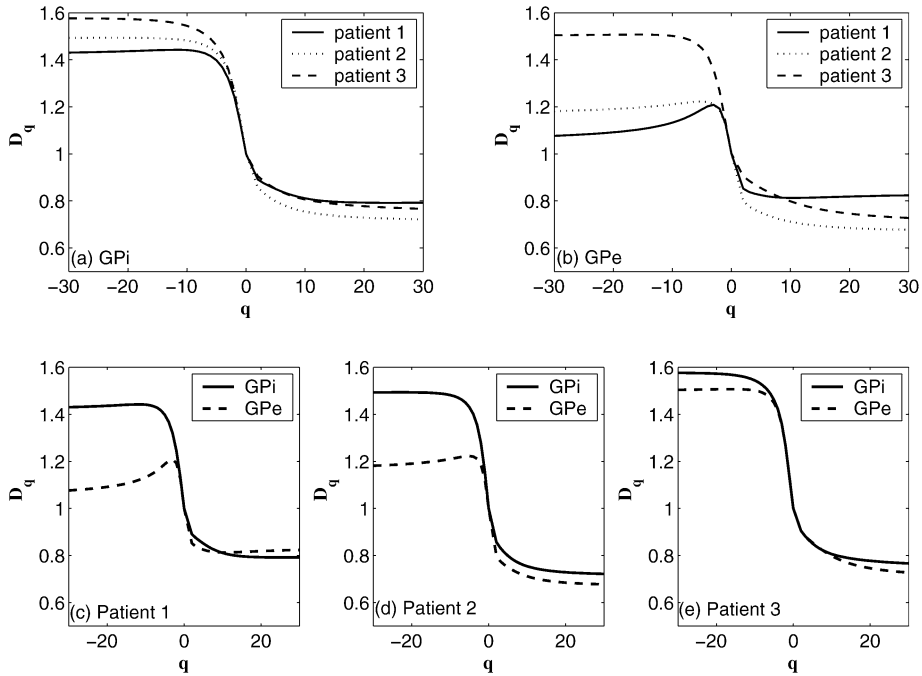 1.6
1.4
1.2
1
0.8
0.6
D_q
patient 1
patient 2
patient 3
(a) GPi
−30 −20 −10 0 10 20 30
q
1.6
1.4
1.2
1
0.8
0.6
D_q
patient 1
patient 2
patient 3
(b) GPe
−30 −20 −10 0 10 20 30
q
1.6
1.4
1.2
1
0.8
0.6
D_q
GPi
GPe
(c) Patient 1
−20 0 20
q
1.6
1.4
1.2
1
0.8
0.6
D_q
GPi
GPe
(d) Patient 2
−20 0 20
q
1.6
1.4
1.2
1
0.8
0.6
D_q
GPi
GPe
(e) Patient 3
−20 0 20
q